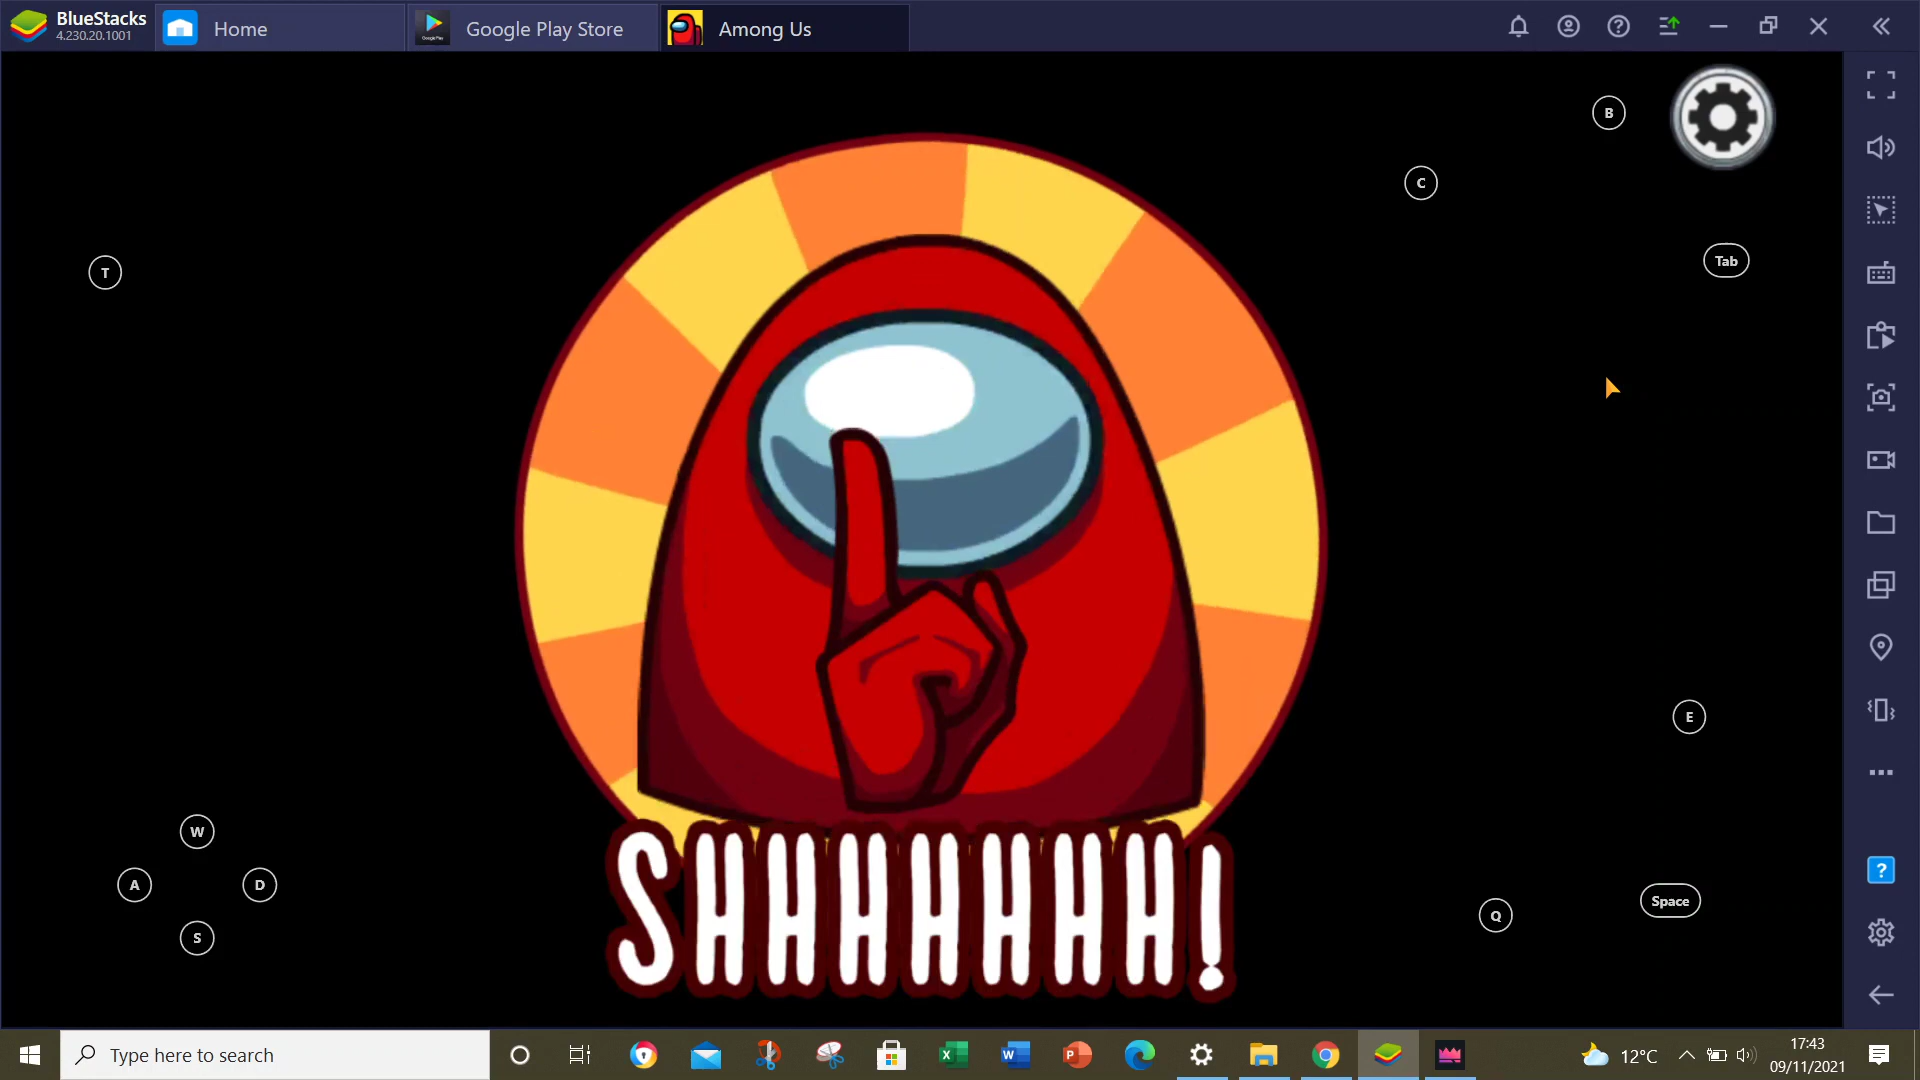 BlueStacks
4.230.20.1001
Home
Google Play Store
Among Us
B
C
T
Tab
E
W
A
D
S
Q
Space
SHHHHHHH!
Type here to search
12°C
17:43
09/11/2021